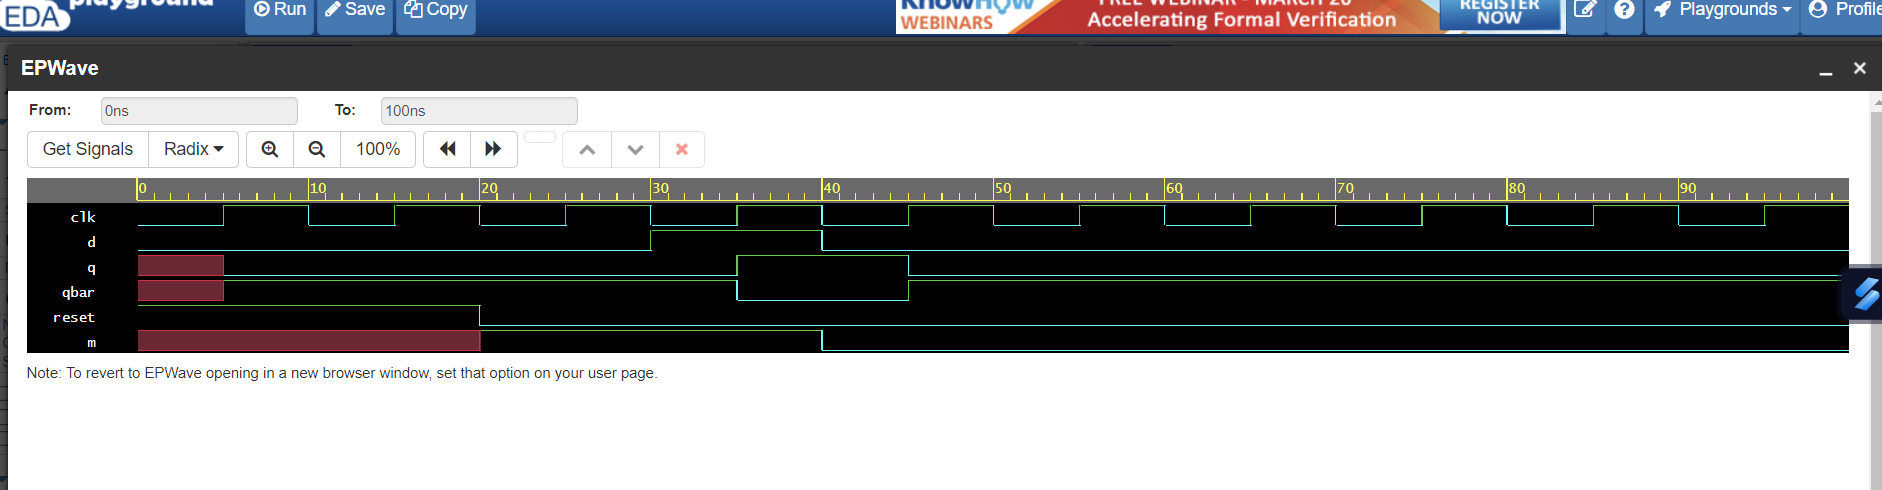 playground
EDA
Run Save Copy
KnowHow
WEBINARS
FREE WEBINAR - MARCH 20
Accelerating Formal Verification
REGISTER
NOW
? Playgrounds Profile
EPWave
From: 0ns To: 100ns
Get Signals Radix 100%
0 10 20 30 40 50 60 70 80 90
clk
d
q
qbar
reset
m
Note: To revert to EPWave opening in a new browser window, set that option on your user page.